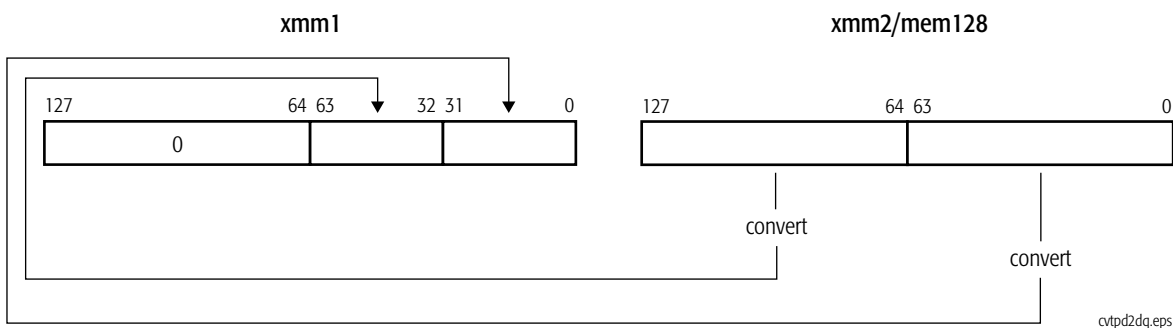 xmm1 xmm2/mem128
127 64 63 32 31 0 127 64 63 0
0
convert
convert
cvtpd2dq.eps